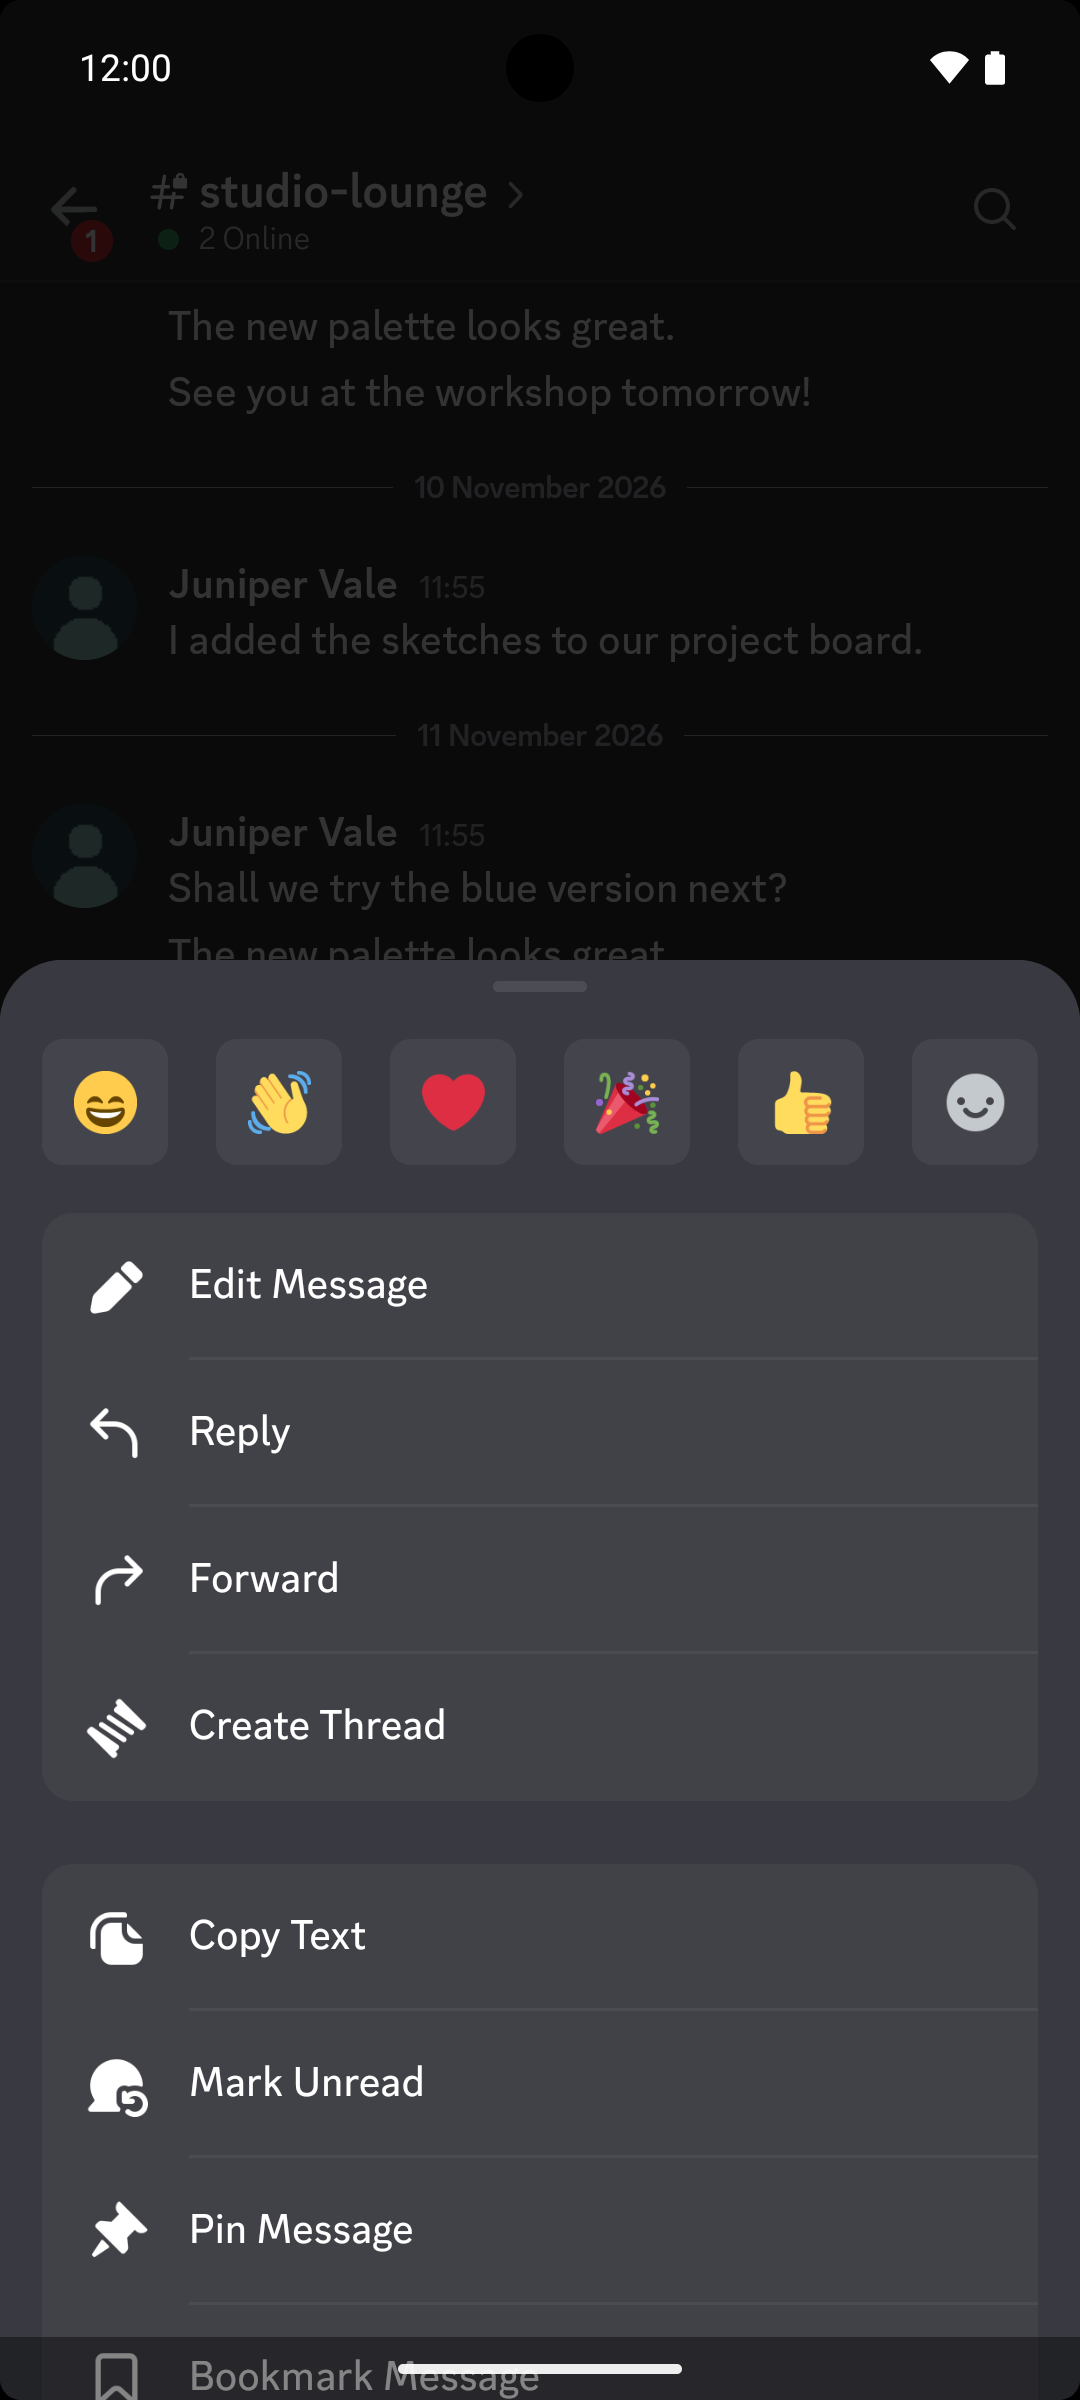 12:00
studio-lounge
1
2 Online
The new palette looks great.
See you at the workshop tomorrow!
10 November 2026
Juniper Vale 11:55
I added the sketches to our project board.
11 November 2026
Juniper Vale 11:55
Shall we try the blue version next?
The new palette looks great
Edit Message
Reply
Forward
Create Thread
Copy Text
Mark Unread
Pin Message
Bookmark Message